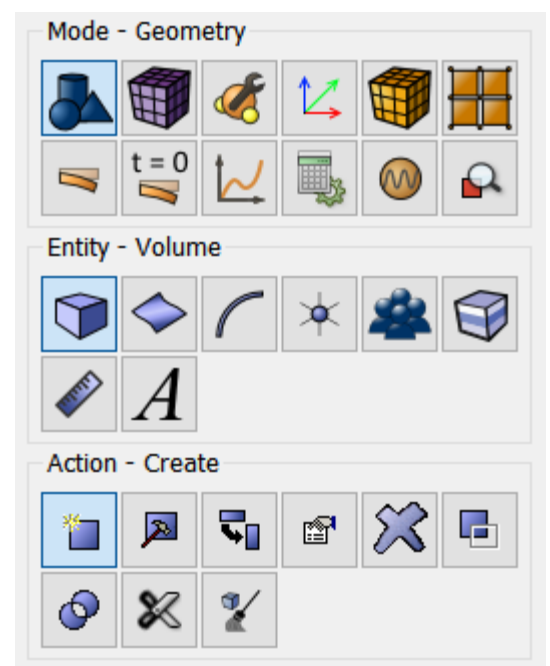 Mode - Geometry
t = 0
Entity - Volume
A
Action - Create